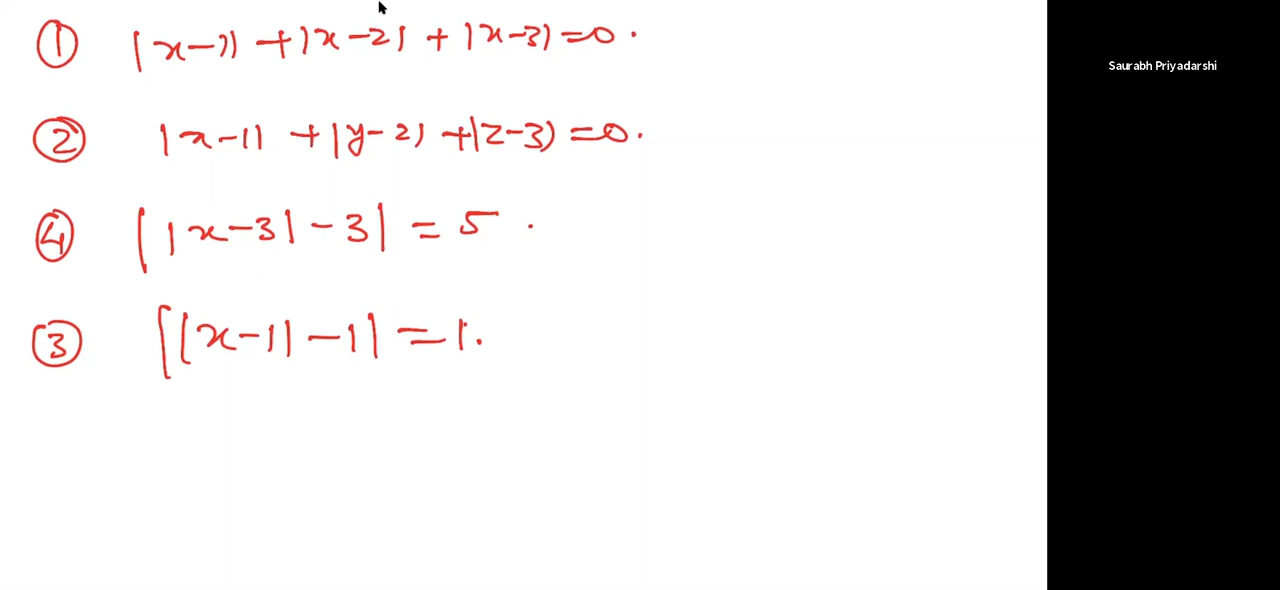 ① |x-1| + |x-2| + |x-3| = 0.
Saurabh Priyadarshi
② |x-1| + |y-2| + |z-3| = 0.
④ ||x-3| - 3| = 5.
③ ||x-1| - 1| = 1.